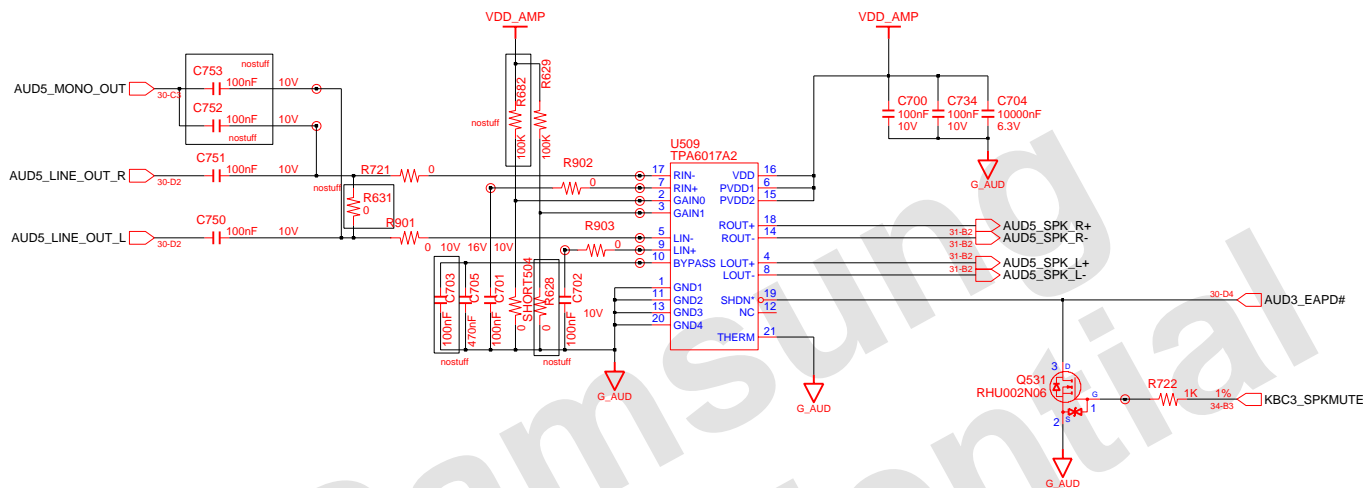 VDD_AMP
VDD_AMP
nostuff
C753
100nF
10V
AUD5_MONO_OUT
30-C3
C752
100nF
10V
nostuff
C751
100nF
10V
AUD5_LINE_OUT_R
30-D2
nostuff
R631
0
C750
100nF
10V
AUD5_LINE_OUT_L
30-D2
R721
0
R901
0
nostuff
R682
100K
R629
100K
R902
0
R903
0
10V
16V
10V
C703
100nF
nostuff
C705
470nF
C701
100nF
SHORT504
0
R628
0
nostuff
C702
100nF
10V
G_AUD
U509
TPA6017A2
17
RIN-
7
RIN+
2
GAIN0
3
GAIN1
5
LIN-
9
LIN+
10
BYPASS
1
GND1
11
GND2
13
GND3
20
GND4
VDD
16
PVDD1
6
PVDD2
15
ROUT+
18
ROUT-
14
LOUT+
4
LOUT-
8
SHDN*
19
NC
12
THERM
21
G_AUD
C700
100nF
10V
C734
100nF
10V
C704
10000nF
6.3V
G_AUD
AUD5_SPK_R+
31-B2
AUD5_SPK_R-
31-B2
AUD5_SPK_L+
31-B2
AUD5_SPK_L-
31-B2
30-D4
AUD3_EAPD#
3
D
Q531
RHU002N06
G
1
2
S
R722
1K
1%
34-B3
KBC3_SPKMUTE
G_AUD
amsung
ential